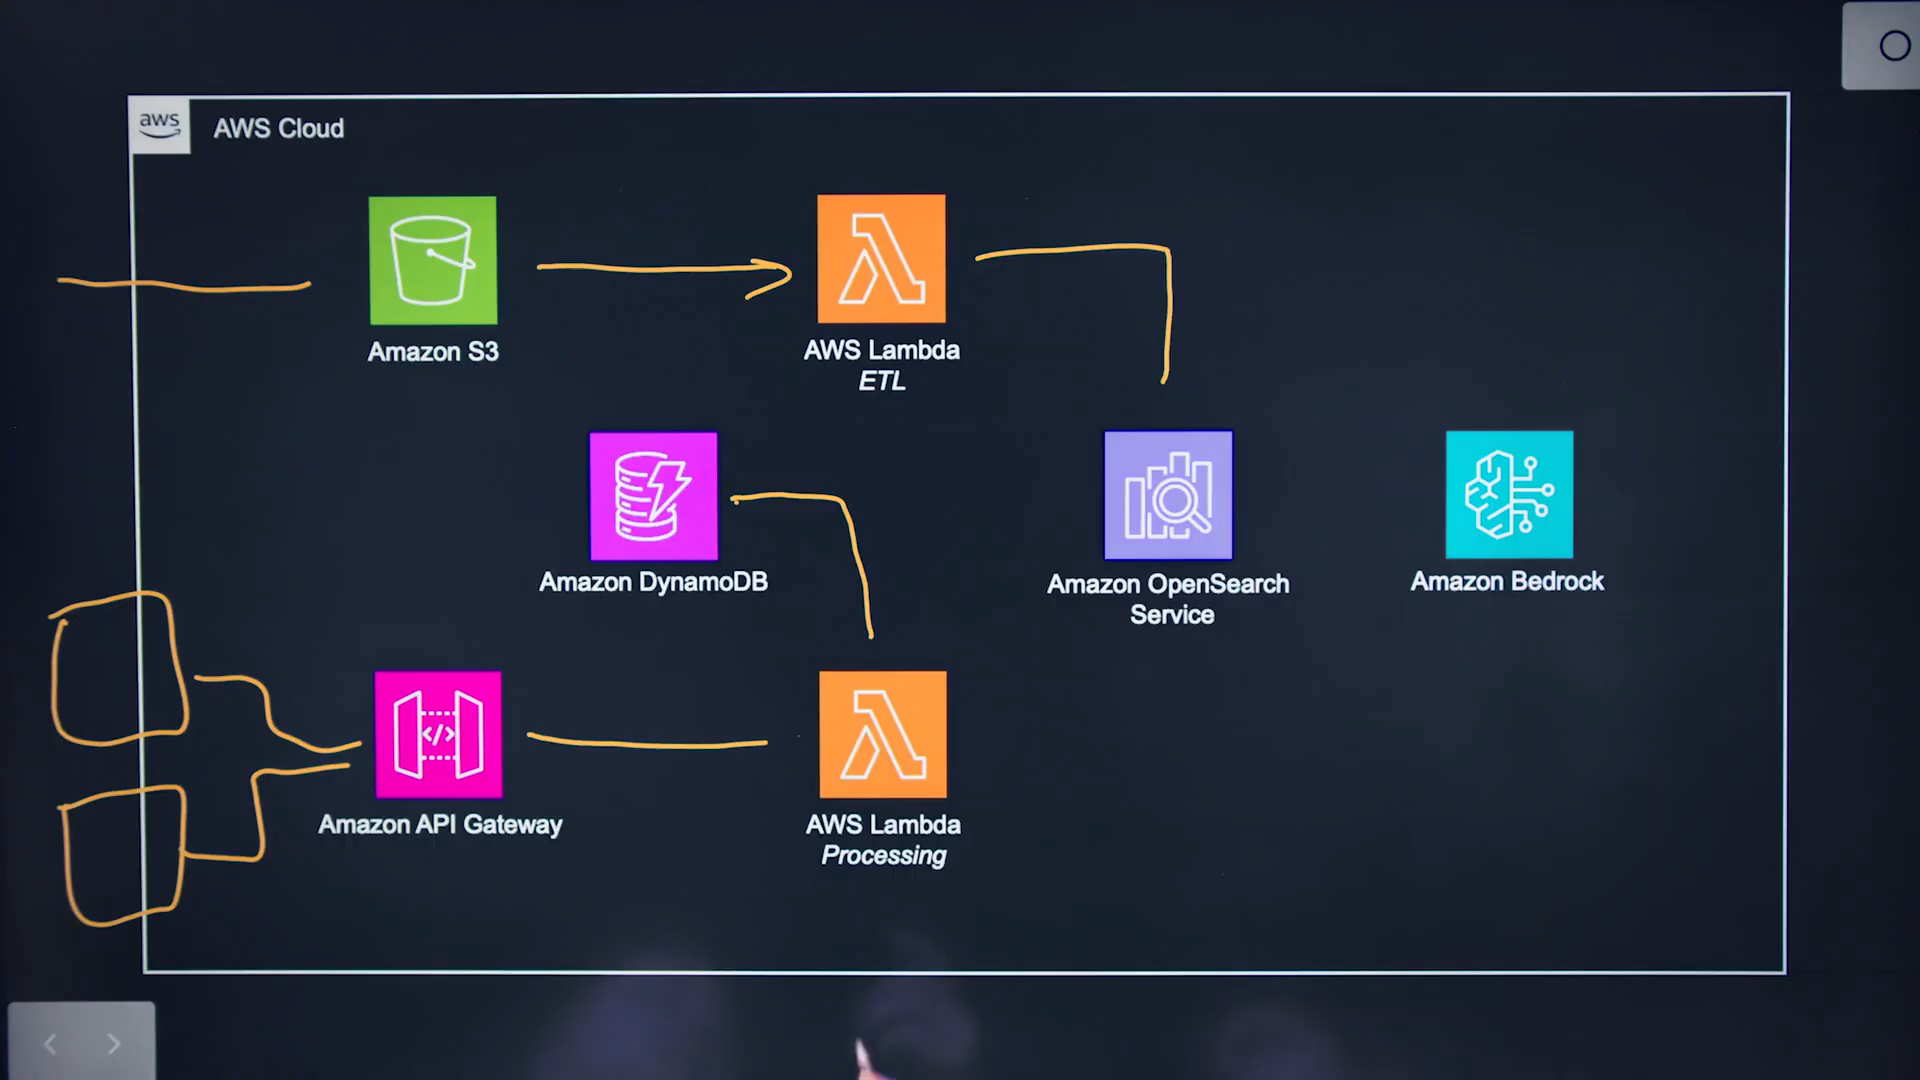 aws
AWS Cloud
Amazon S3
AWS Lambda
ETL
Amazon DynamoDB
Amazon OpenSearch
Service
Amazon Bedrock
</>
Amazon API Gateway
AWS Lambda
Processing